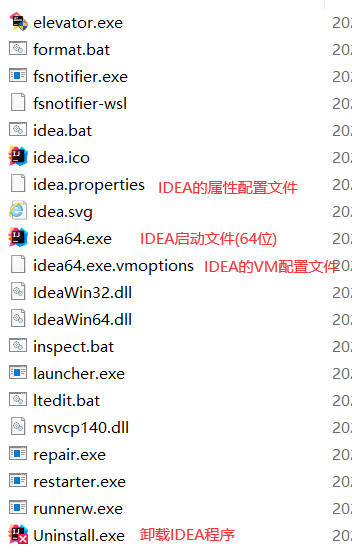 elevator.exe 202
format.bat 202
fsnotifier.exe 202
fsnotifier-wsl 202
idea.bat 202
idea.ico 202
idea.properties IDEA的属性配置文件 202
idea.svg 202
idea64.exe IDEA启动文件(64位) 202
idea64.exe.vmoptions IDEA的VM配置文件 202
IdeaWin32.dll 202
IdeaWin64.dll 202
inspect.bat 202
launcher.exe 202
ltedit.bat 202
msvcp140.dll 202
repair.exe 202
restarter.exe 202
runnerw.exe 202
Uninstall.exe 卸载IDEA程序 202